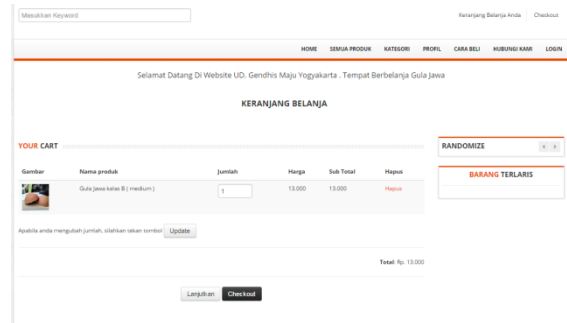 Masukkan Keyword
Keranjang Belanja Anda Checkout
HOME SEMUA PRODUK KATEGORI PROFIL CARA BELI HUBUNGI KAMI LOGIN
Selamat Datang Di Website UD. Gendhis Maju Yogyakarta . Tempat Berbelanja Gula Jawa
KERANJANG BELANJA
YOUR CART
RANDOMIZE
Gambar Nama produk Jumlah Harga Sub Total Hapus
BARANG TERLARIS
Gula Jawa kelas B ( medium ) 1 13.000 13.000 Hapus
Apabila anda mengubah jumlah, silahkan tekan tombol Update
Total: Rp. 13.000
Lanjutkan Checkout